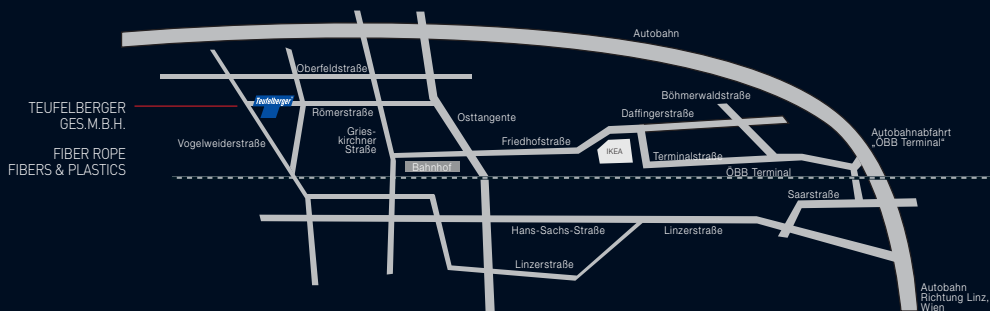 Autobahn
Oberfeldstraße
Böhmerwaldstraße
Teufelberger
TEUFELBERGER
GES.M.B.H.
Römerstraße
Daffingerstraße
Osttangente
Gries-
kirchner
Straße
Vogelweiderstraße
Friedhofstraße
Autobahnabfahrt
„ÖBB Terminal“
FIBER ROPE
FIBERS & PLASTICS
IKEA
Terminalstraße
Bahnhof
ÖBB Terminal
Saarstraße
Hans-Sachs-Straße
Linzerstraße
Linzerstraße
Autobahn
Richtung Linz,
Wien